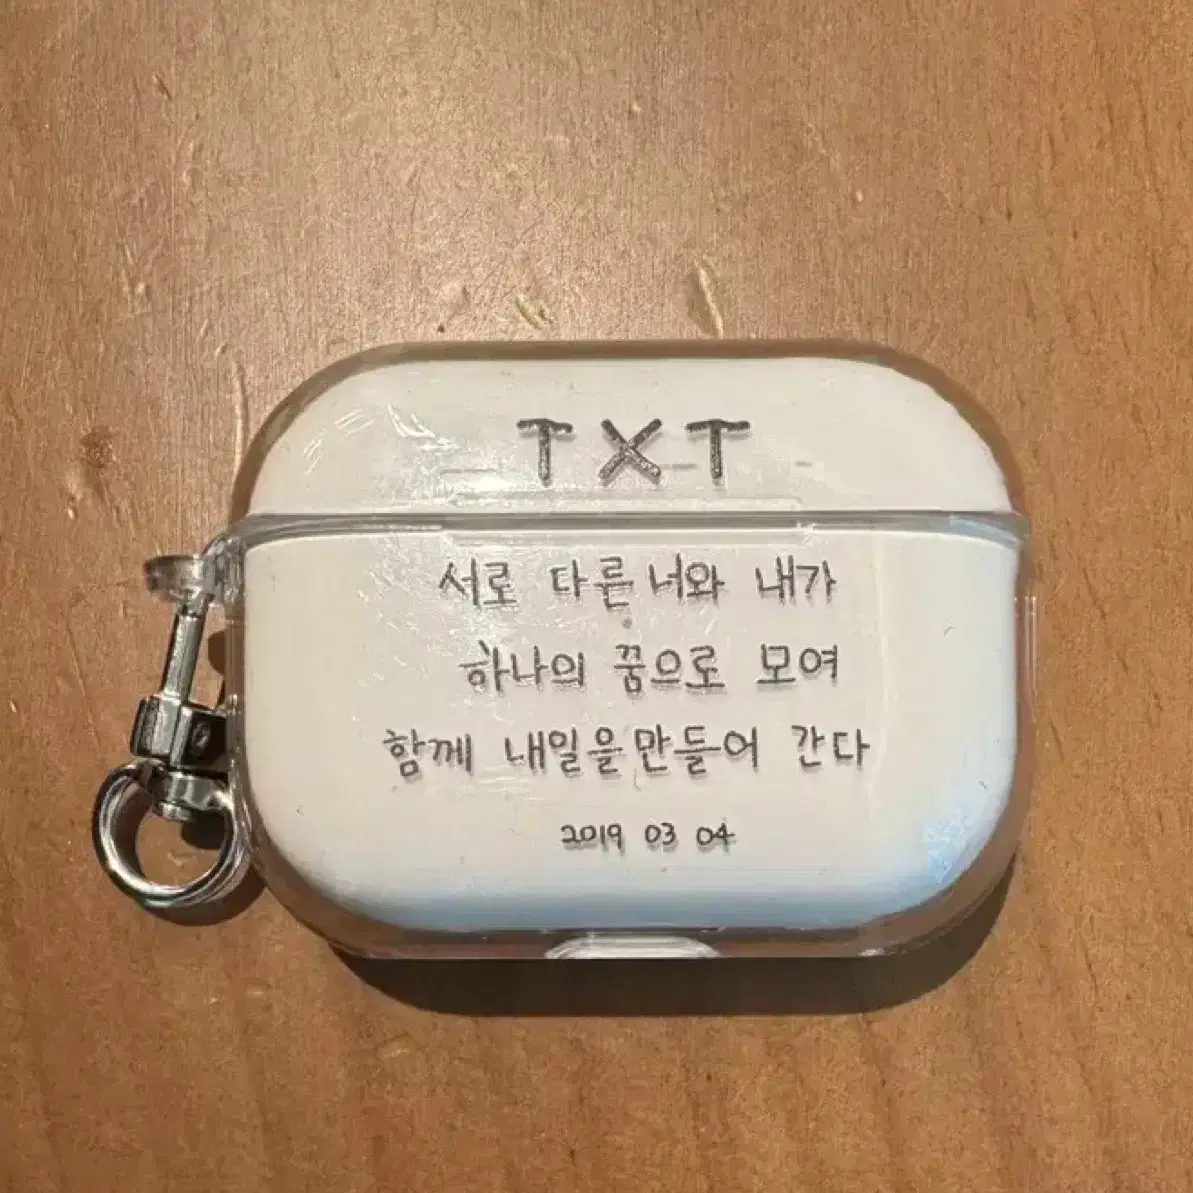 TXT
서로 다른 너와 내가
하나의 꿈으로 모여
함께 내일을 만들어 간다
2019 03 04